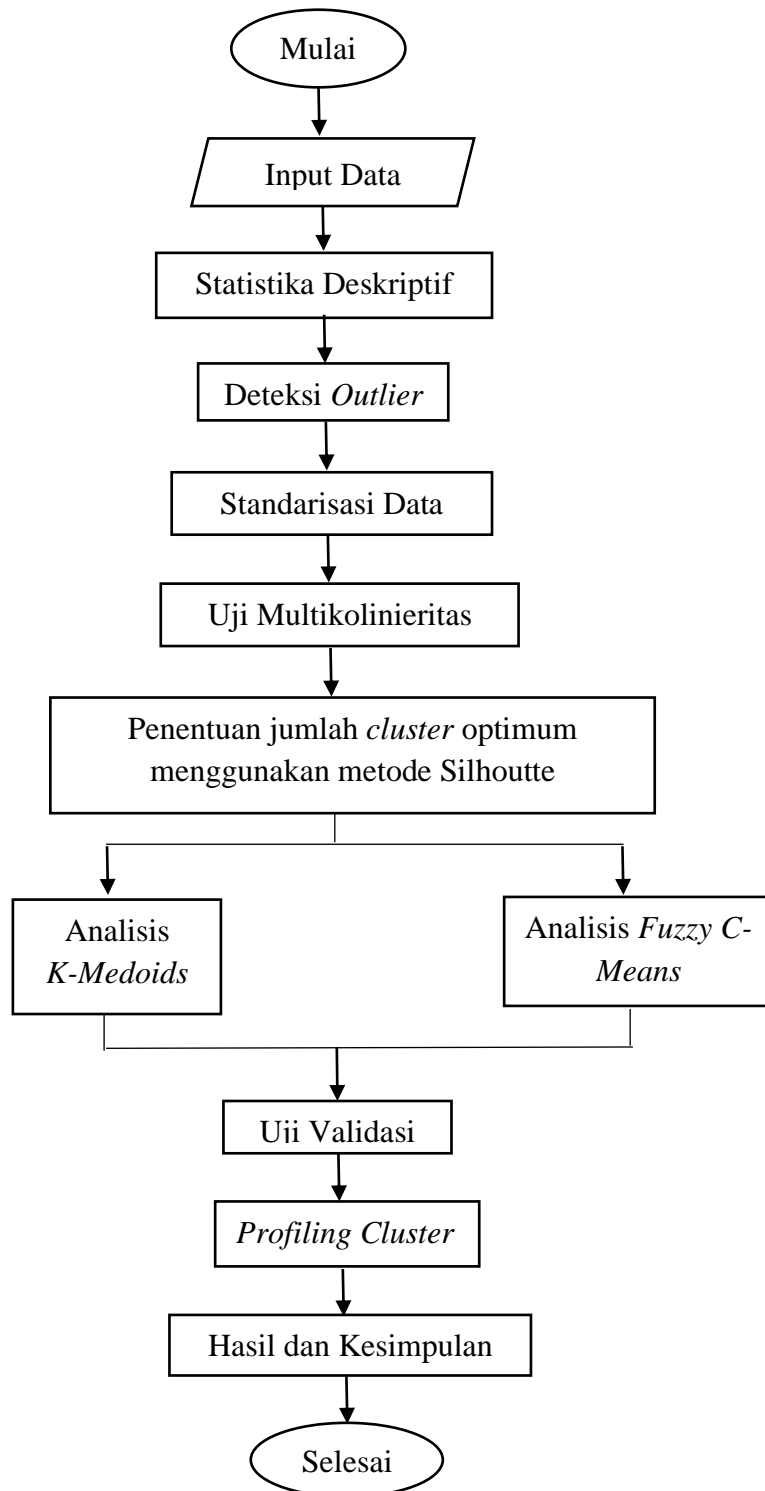 Mulai
Input Data
Statistika Deskriptif
Deteksi Outlier
Standarisasi Data
Uji Multikolinieritas
Penentuan jumlah cluster optimum
menggunakan metode Silhoutte
Analisis
K-Medoids
Analisis Fuzzy C-
Means
Uji Validasi
Profiling Cluster
Hasil dan Kesimpulan
Selesai